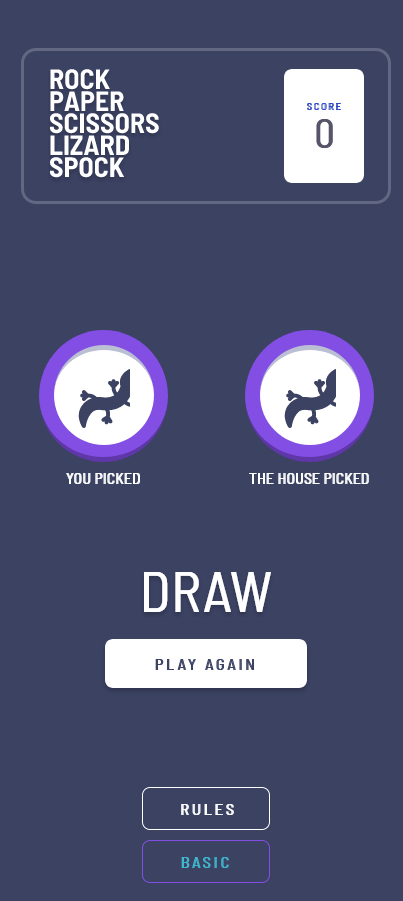 ROCK
PAPER
SCISSORS
LIZARD
SPOCK
SCORE
0
YOU PICKED
THE HOUSE PICKED
DRAW
PLAY AGAIN
RULES
BASIC